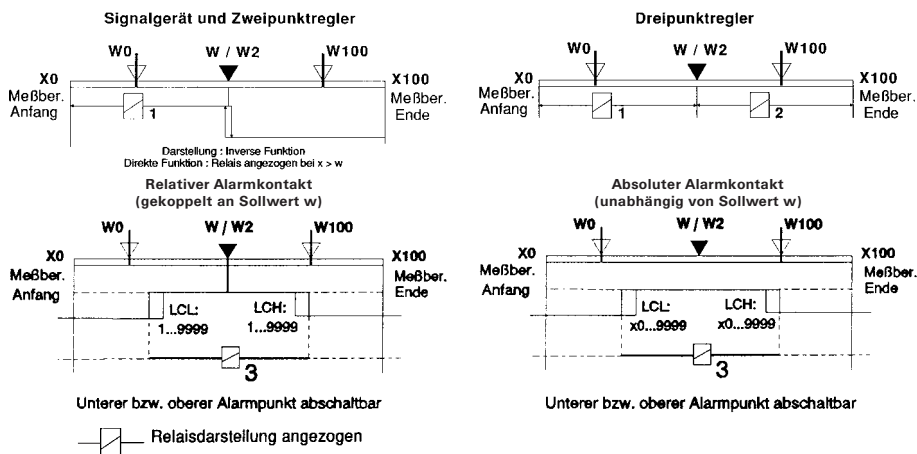 Signalgerät und Zweipunktregler
W0 W / W2 W100
X0 X100
Meßber. Anfang
Meßber. Ende
1
Darstellung : Inverse Funktion
Direkte Funktion : Relais angezogen bei x > w
Dreipunktregler
W0 W / W2 W100
X0 X100
Meßber. Anfang
Meßber. Ende
1 2
Relativer Alarmkontakt
(gekoppelt an Sollwert w)
W0 W / W2 W100
X0 X100
Meßber. Anfang
Meßber. Ende
LCL: LCH:
1...9999 1...9999
3
Unterer bzw. oberer Alarmpunkt abschaltbar
Absoluter Alarmkontakt
(unabhängig von Sollwert w)
W0 W / W2 W100
X0 X100
Meßber. Anfang
Meßber. Ende
LCL: LCH:
x0...9999 x0...9999
3
Unterer bzw. oberer Alarmpunkt abschaltbar
Relaisdarstellung angezogen